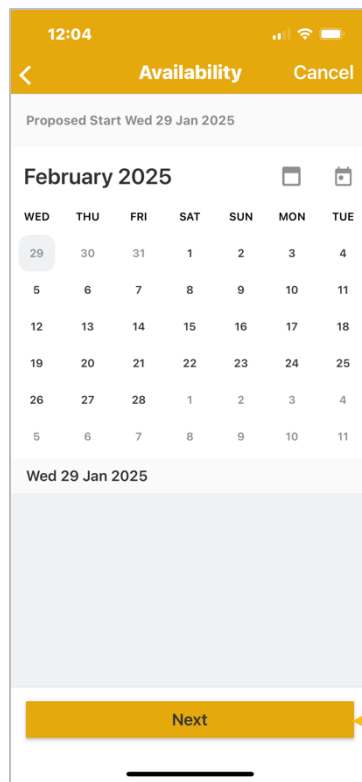 12:04
Availability Cancel
Proposed Start Wed 29 Jan 2025
February 2025
WED THU FRI SAT SUN MON TUE
29 30 31 1 2 3 4
5 6 7 8 9 10 11
12 13 14 15 16 17 18
19 20 21 22 23 24 25
26 27 28 1 2 3 4
5 6 7 8 9 10 11
Wed 29 Jan 2025
Next